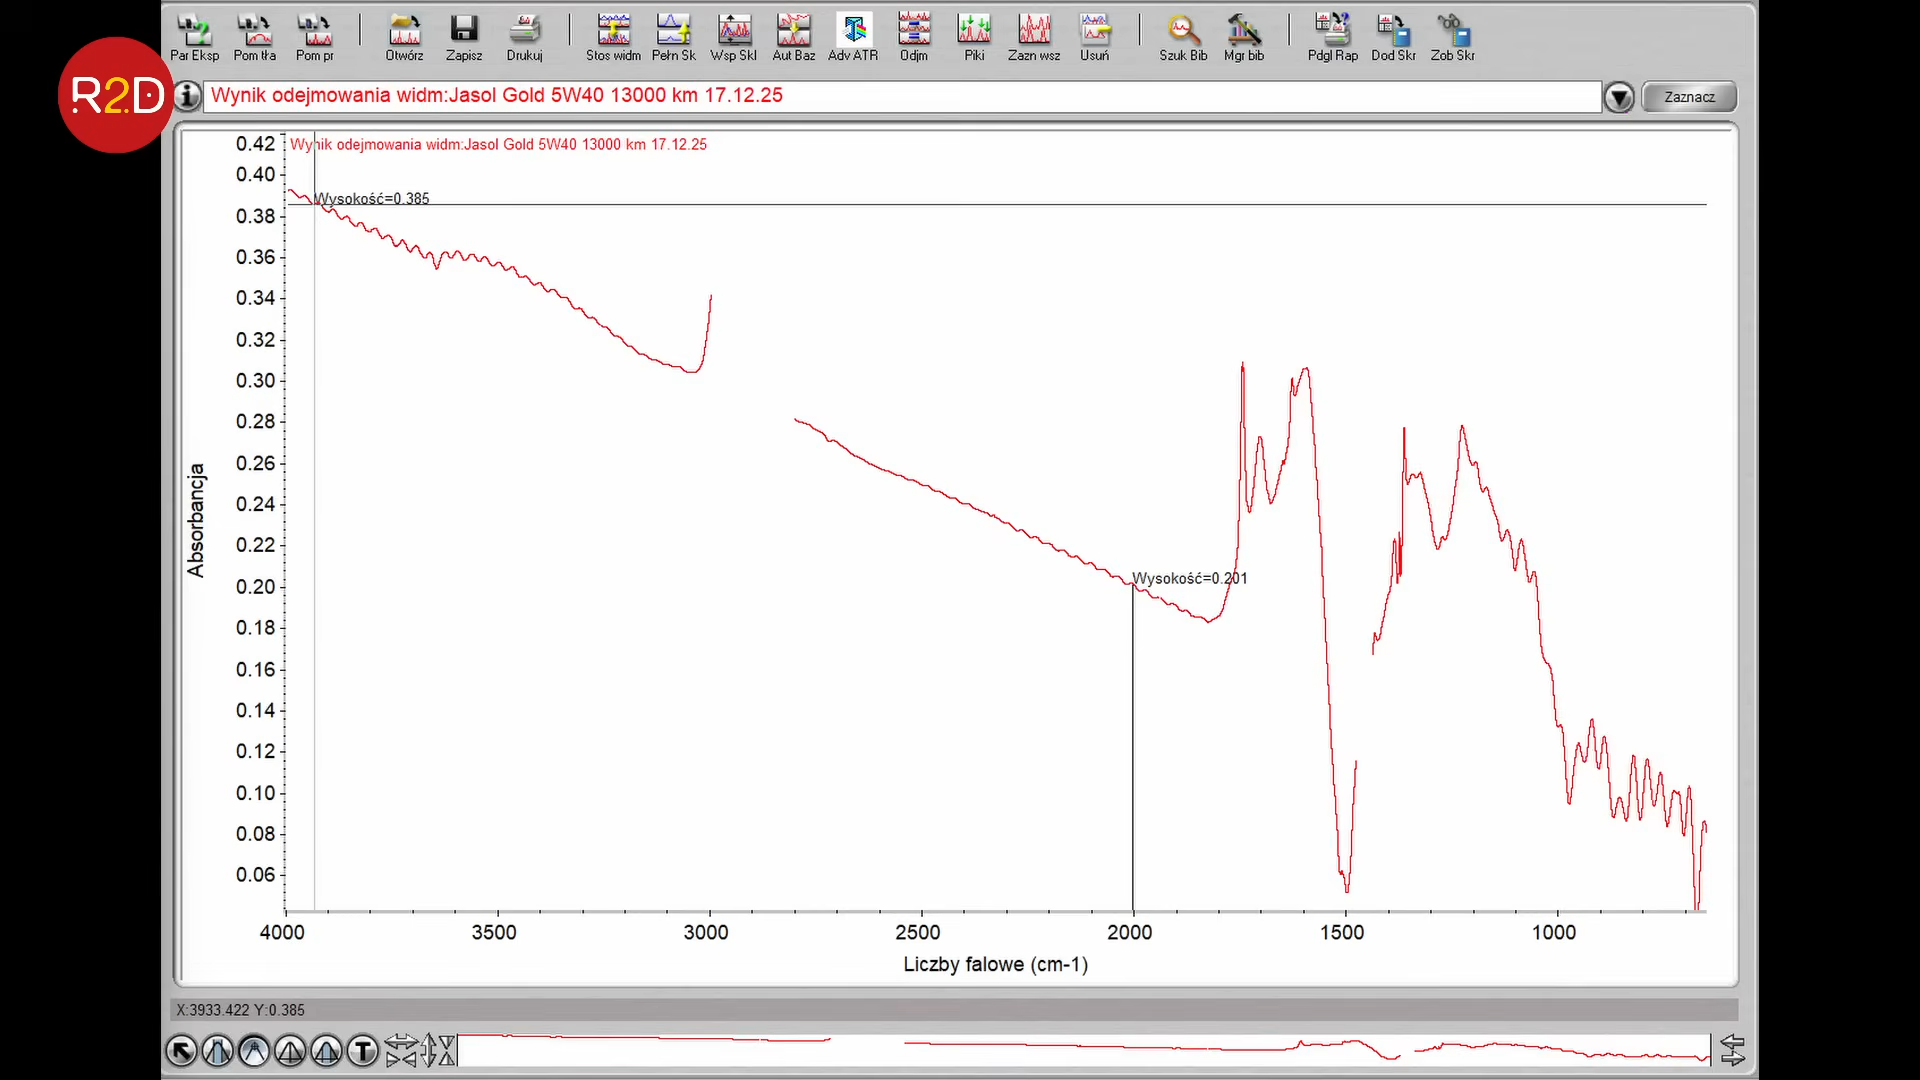 Par Eksp Pom tła Pom pr Otwórz Zapisz Drukuj Stos widm Pełn Sk Wsp Skl Aut Baz Adv ATR Odjm Piki Zazn wsz Usuń Szuk Bib Mgr bib Pdgl Rap Dod Skr Zob Skr
R2D
Wynik odejmowania widm:Jasol Gold 5W40 13000 km 17.12.25 Zaznacz
Wynik odejmowania widm:Jasol Gold 5W40 13000 km 17.12.25
0.42
0.40
Wysokość=0.385
0.38
0.36
0.34
0.32
0.30
0.28
0.26
0.24
0.22
Wysokość=0.201
0.20
0.18
0.16
0.14
0.12
0.10
0.08
0.06
Absorbancja
4000 3500 3000 2500 2000 1500 1000
Liczby falowe (cm-1)
X:3933.422 Y:0.385
T